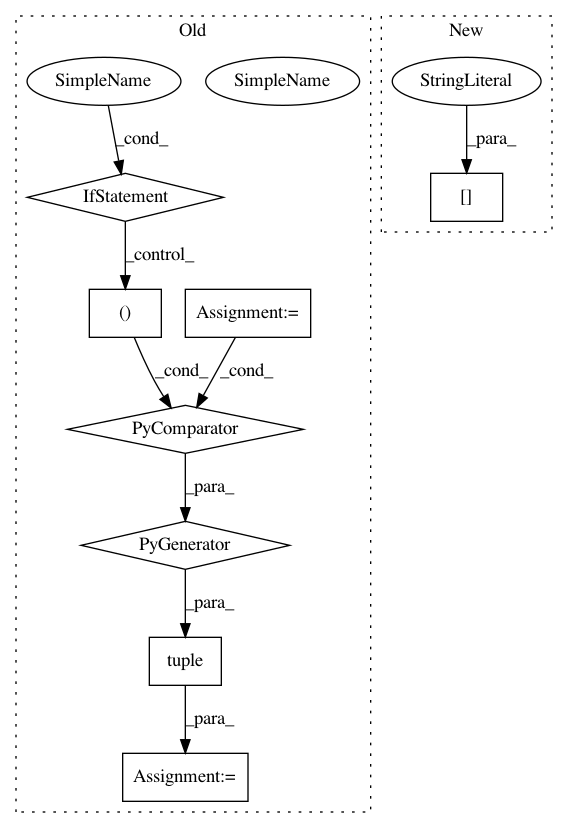 Old
New
SimpleName
SimpleName
StringLiteral
_cond_
_para_
IfStatement
[]
_control_
()
Assignment:=
_cond_
_cond_
PyComparator
_para_
PyGenerator
_para_
tuple
_para_
Assignment:=